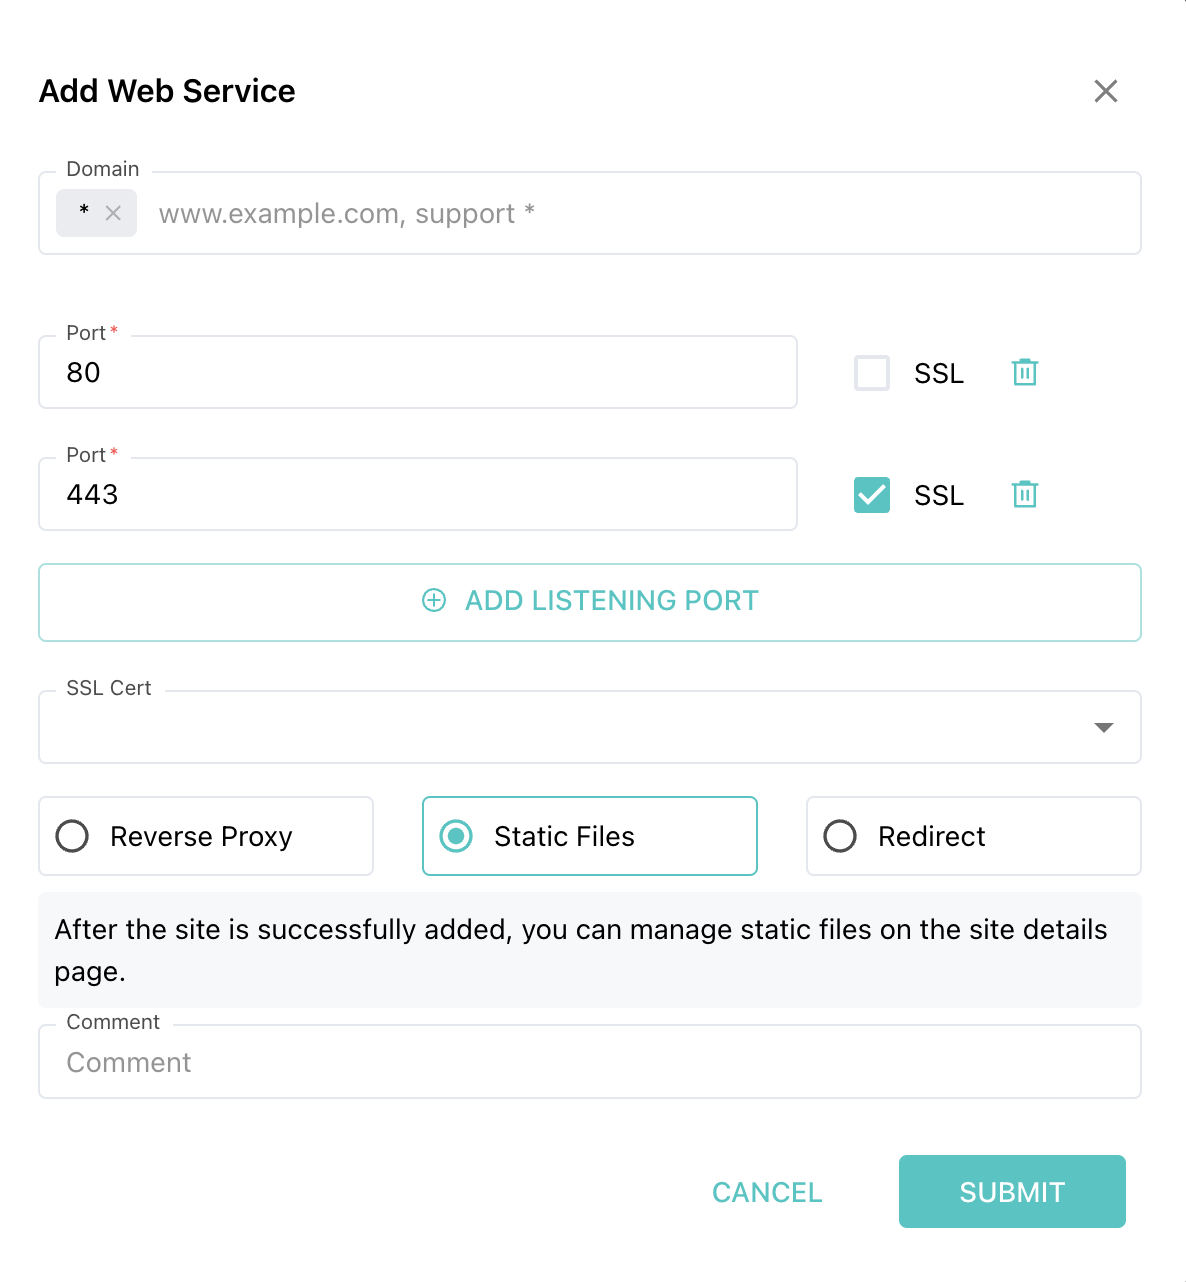 Add Web Service
Domain
* www.example.com, support *
Port *
80
SSL
Port *
443
SSL
ADD LISTENING PORT
SSL Cert
Reverse Proxy
Static Files
Redirect
After the site is successfully added, you can manage static files on the site details
page.
Comment
Comment
CANCEL
SUBMIT